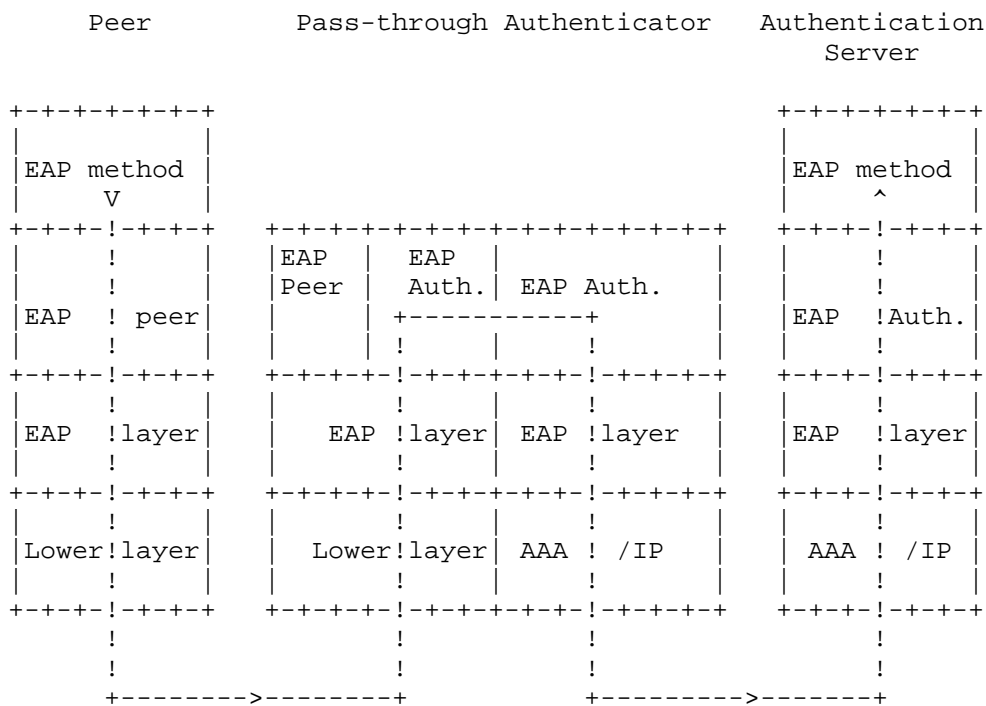 Peer Pass-through Authenticator Authentication
Server
+-+-+-+-+-+-+ +-+-+-+-+-+-+
| | | |
|EAP method | |EAP method |
| V | | ^ |
+-+-+-!-+-+-+ +-+-+-+-+-+-+-+-+-+-+-+-+-+-+ +-+-+-!-+-+-+
| ! | |EAP | EAP | | | ! |
| ! | |Peer | Auth.| EAP Auth. | | ! |
|EAP ! peer| | | +-----------+ | |EAP !Auth.|
| ! | | | ! | ! | | ! |
+-+-+-!-+-+-+ +-+-+-+-!-+-+-+-+-+-+-!-+-+-+-+ +-+-+-!-+-+-+
| ! | | ! | ! | | ! |
|EAP !layer| | EAP !layer| EAP !layer | |EAP !layer|
| ! | | ! | ! | | ! |
+-+-+-!-+-+-+ +-+-+-+-!-+-+-+-+-+-+-!-+-+-+-+ +-+-+-!-+-+-+
| ! | | ! | ! | | ! |
|Lower!layer| | Lower!layer| AAA ! /IP | | AAA ! /IP |
| ! | | ! | ! | | ! |
+-+-+-!-+-+-+ +-+-+-+-!-+-+-+-+-+-+-!-+-+-+-+ +-+-+-!-+-+-+
! ! ! !
! ! ! !
+-------->--------+ +--------->-------+